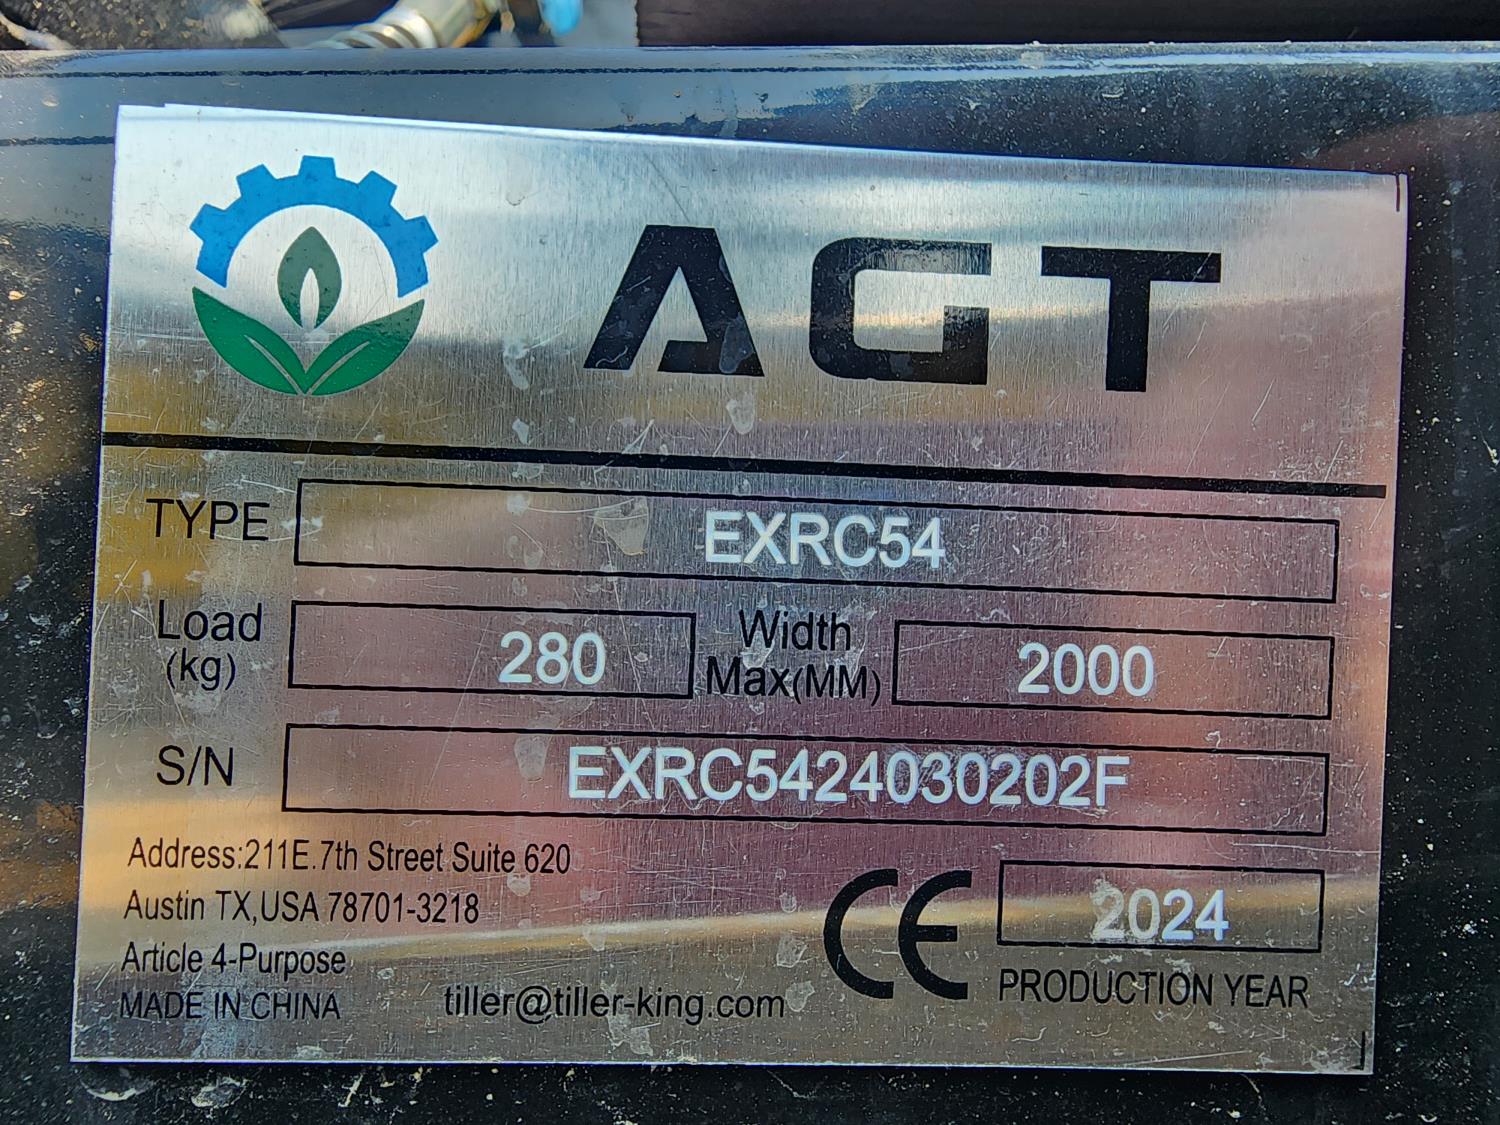 AGT
TYPE EXRC54
Load (kg) 280 Width Max(MM) 2000
S/N EXRC5424030202F
Address:211E.7th Street Suite 620
Austin TX,USA 78701-3218
Article 4-Purpose
MADE IN CHINA tiller@tiller-king.com
CE 2024
PRODUCTION YEAR